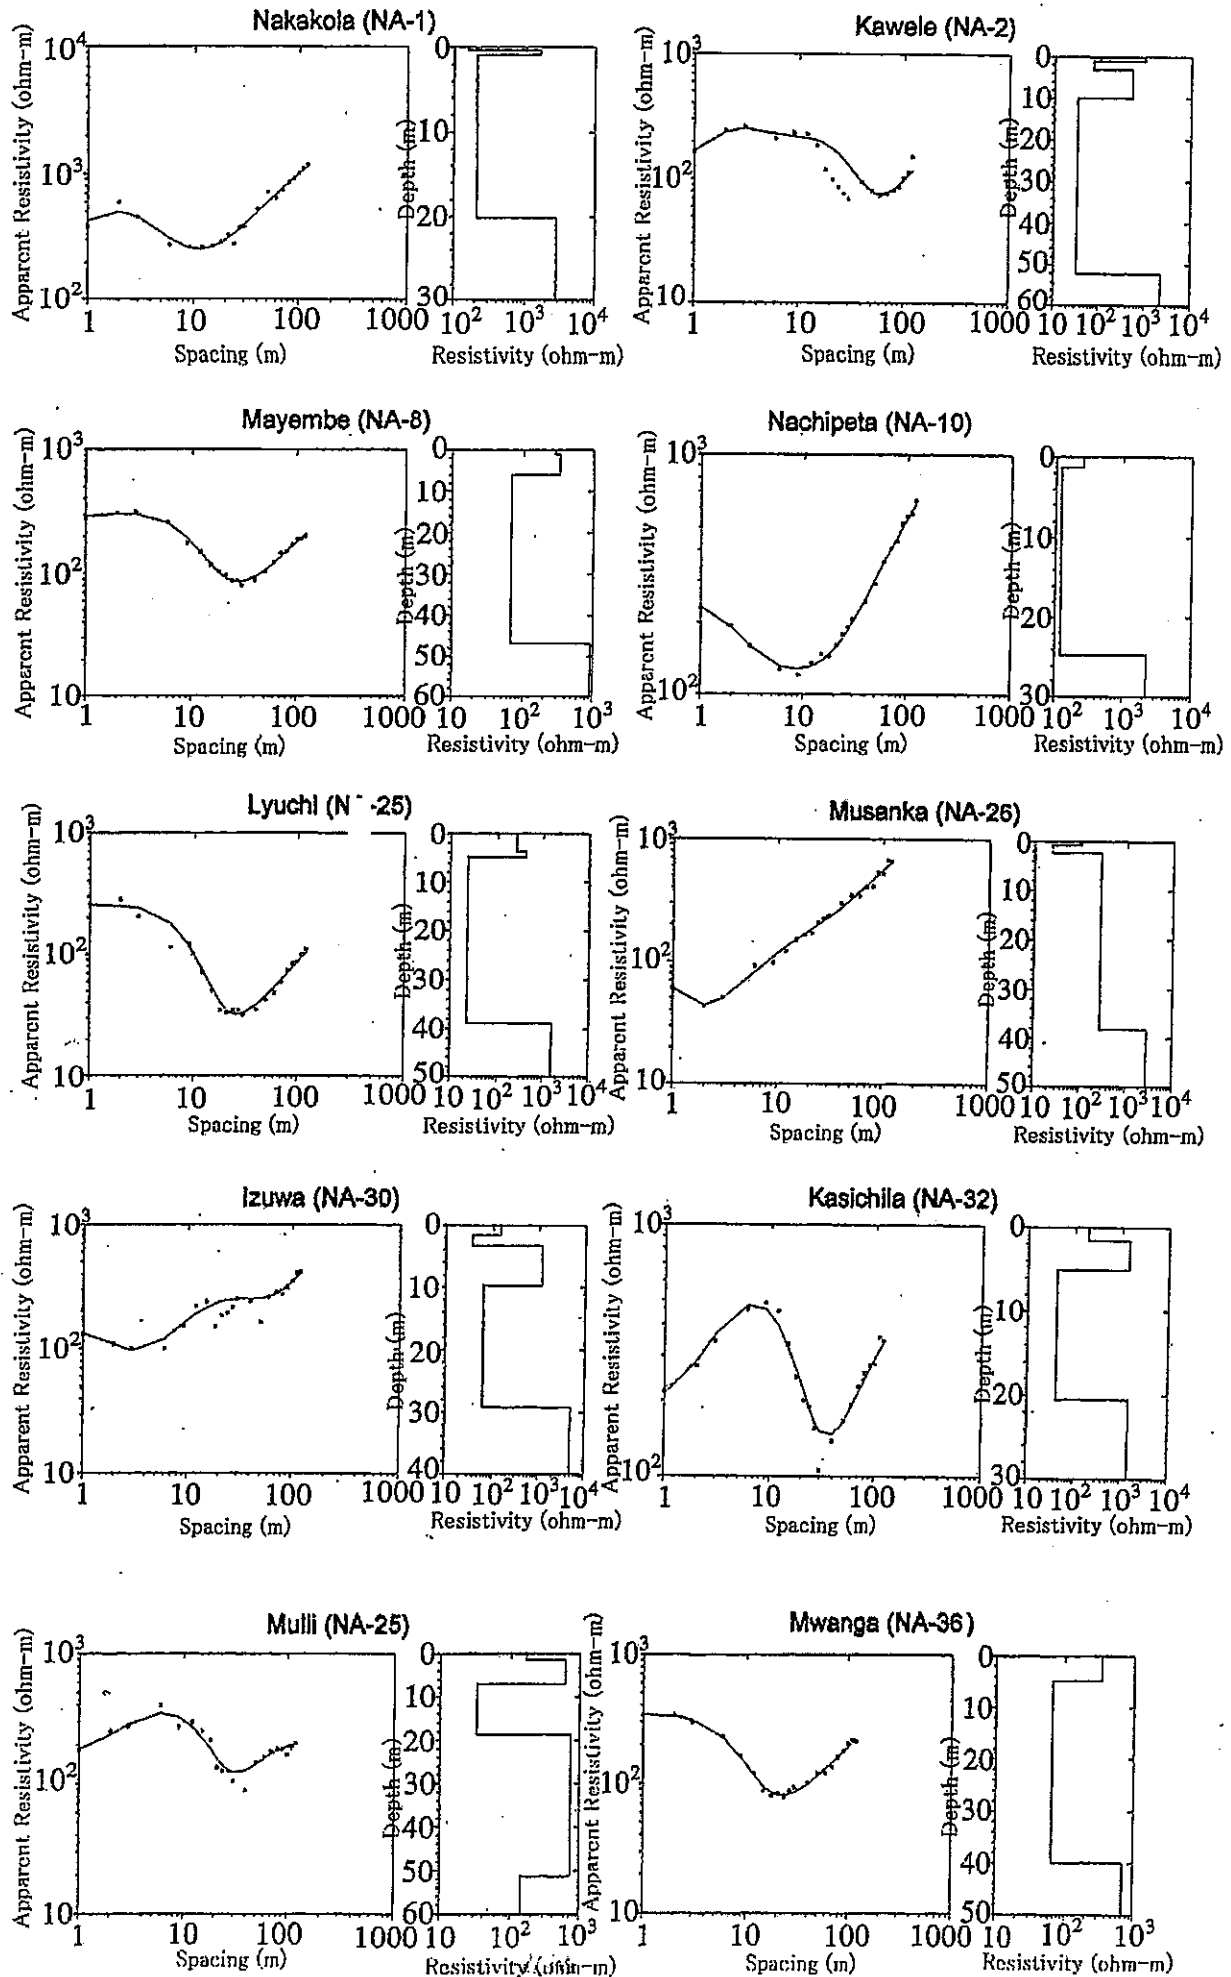 Nakakola (NA-1)
Apparent Resistivity (ohm-m)
10^4
10^3
10^2
1 10 100 1000
Spacing (m)
Depth (m)
0
10
20
30
10^2 10^3 10^4
Resistivity (ohm-m)
Kawele (NA-2)
Apparent Resistivity (ohm-m)
10^3
10^2
10
1 10 100 1000
Spacing (m)
Depth (m)
0
10
20
30
40
50
60
10 10^2 10^3 10^4
Resistivity (ohm-m)
Mayembe (NA-8)
Apparent Resistivity (ohm-m)
10^3
10^2
10
1 10 100 1000
Spacing (m)
Depth (m)
0
10
20
30
40
50
60
10 10^2 10^3
Resistivity (ohm-m)
Nachipeta (NA-10)
Apparent Resistivity (ohm-m)
10^3
10^2
1 10 100 1000
Spacing (m)
Depth (m)
0
10
20
30
10^2 10^3 10^4
Resistivity (ohm-m)
Lyuchi (N -25)
Apparent Resistivity (ohm-m)
10^3
10^2
10
1 10 100 1000
Spacing (m)
Depth (m)
0
10
20
30
40
50
10 10^2 10^3 10^4
Resistivity (ohm-m)
Musanka (NA-26)
Apparent Resistivity (ohm-m)
10^3
10^2
10
1 10 100 1000
Spacing (m)
Depth (m)
0
10
20
30
40
50
10 10^2 10^3 10^4
Resistivity (ohm-m)
Izuwa (NA-30)
Apparent Resistivity (ohm-m)
10^3
10^2
10
1 10 100 1000
Spacing (m)
Depth (m)
0
10
20
30
40
10 10^2 10^3 10^4
Resistivity (ohm-m)
Kasichila (NA-32)
Apparent Resistivity (ohm-m)
10^3
10^2
1 10 100 1000
Spacing (m)
Depth (m)
0
10
20
30
10 10^2 10^3 10^4
Resistivity (ohm-m)
Mulli (NA-25)
Apparent Resistivity (ohm-m)
10^3
10^2
10
1 10 100 1000
Spacing (m)
Depth (m)
0
10
20
30
40
50
60
10 10^2 10^3
Resistivity (ohm-m)
Mwanga (NA-36)
Apparent Resistivity (ohm-m)
10^3
10^2
10
1 10 100 1000
Spacing (m)
Depth (m)
0
10
20
30
40
50
10 10^2 10^3
Resistivity (ohm-m)